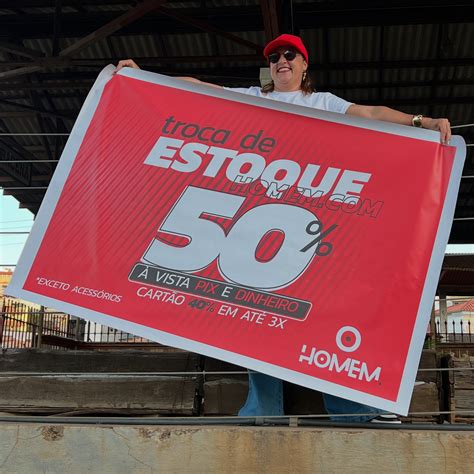 troca de
ESTOQUE
HOMEM.COM
50%
À VISTA PIX E DINHEIRO
CARTÃO 40% EM ATÉ 3X
*EXCETO ACESSÓRIOS
O
HOMEM.